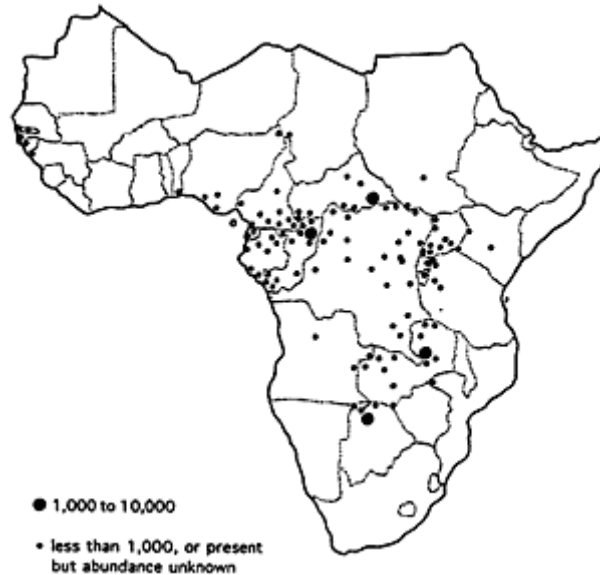 1,000 to 10,000
less than 1,000, or present
but abundance unknown